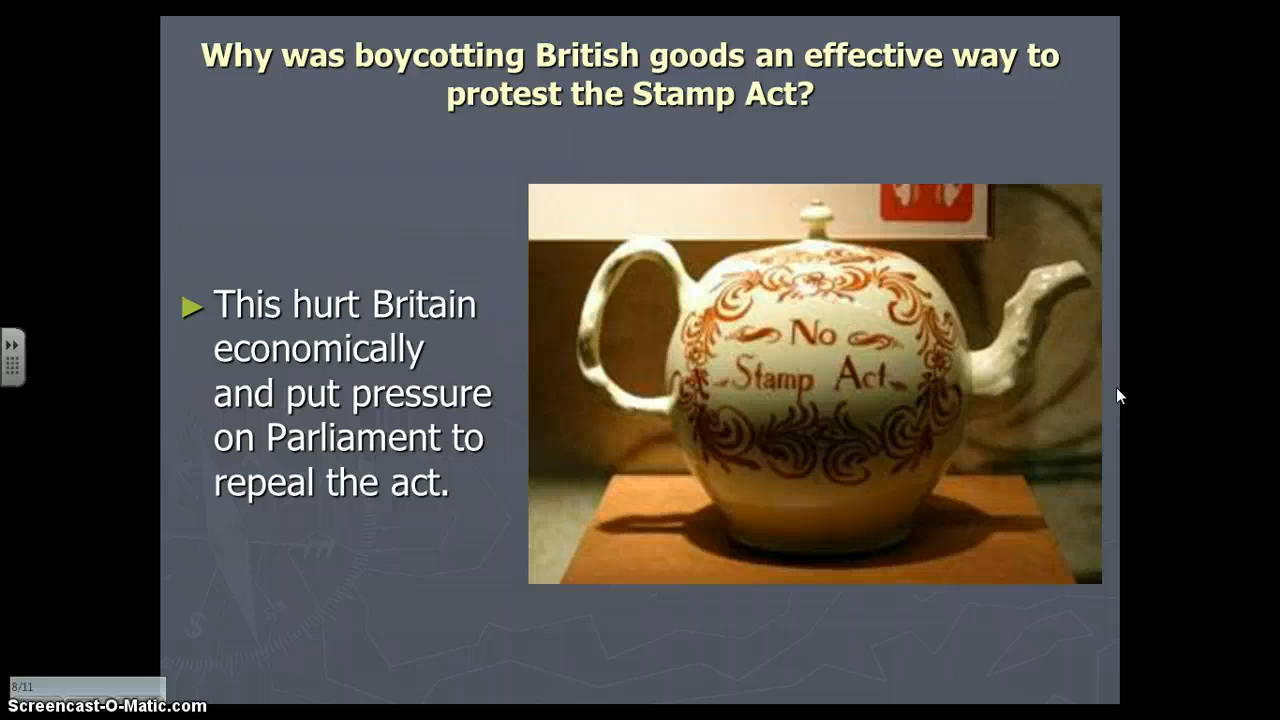 Why was boycotting British goods an effective way to
protest the Stamp Act?
This hurt Britain
economically
and put pressure
on Parliament to
repeal the act.
No
Stamp Act
8/11
Screencast-O-Matic.com